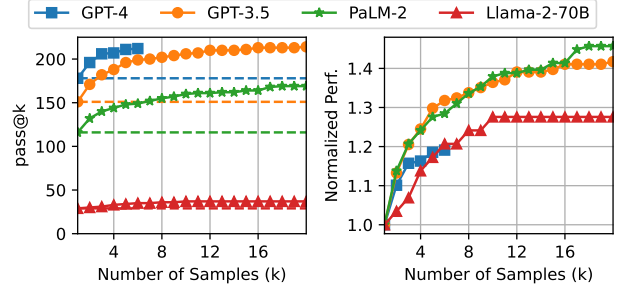 GPT-4 GPT-3.5 PaLM-2 Llama-2-70B
pass@k
200
150
100
50
0
4 8 12 16
Number of Samples (k)
Normalized Perf.
1.4
1.3
1.2
1.1
1.0
4 8 12 16
Number of Samples (k)